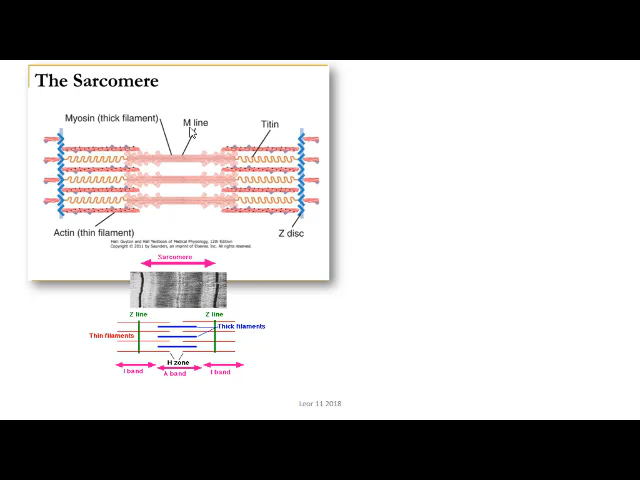 The Sarcomere
Myosin (thick filament)
M line
Titin
Actin (thin filament)
Z disc
Hall: Guyton and Hall Textbook of Medical Physiology, 12th Edition
Copyright © 2011 by Saunders, an imprint of Elsevier, Inc. All rights reserved.
Sarcomere
Z line
Z line
Thick filaments
Thin filaments
H zone
I band
A band
I band
Leor 11 2018